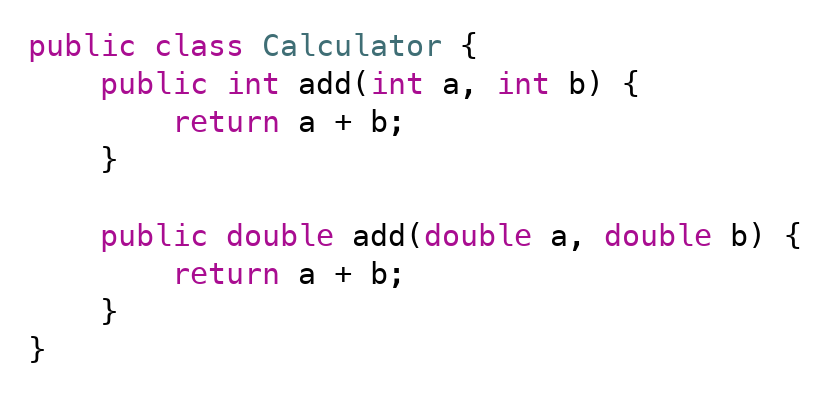 public class Calculator {
    public int add(int a, int b) {
        return a + b;
    }

    public double add(double a, double b) {
        return a + b;
    }
}